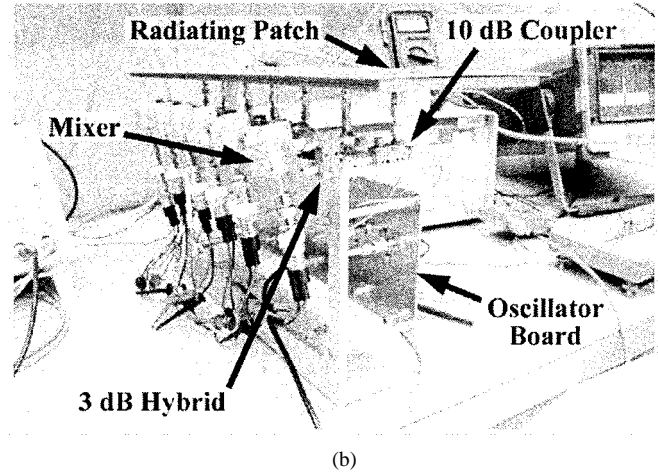 Radiating Patch
10 dB Coupler
Mixer
Oscillator
Board
3 dB Hybrid
(b)